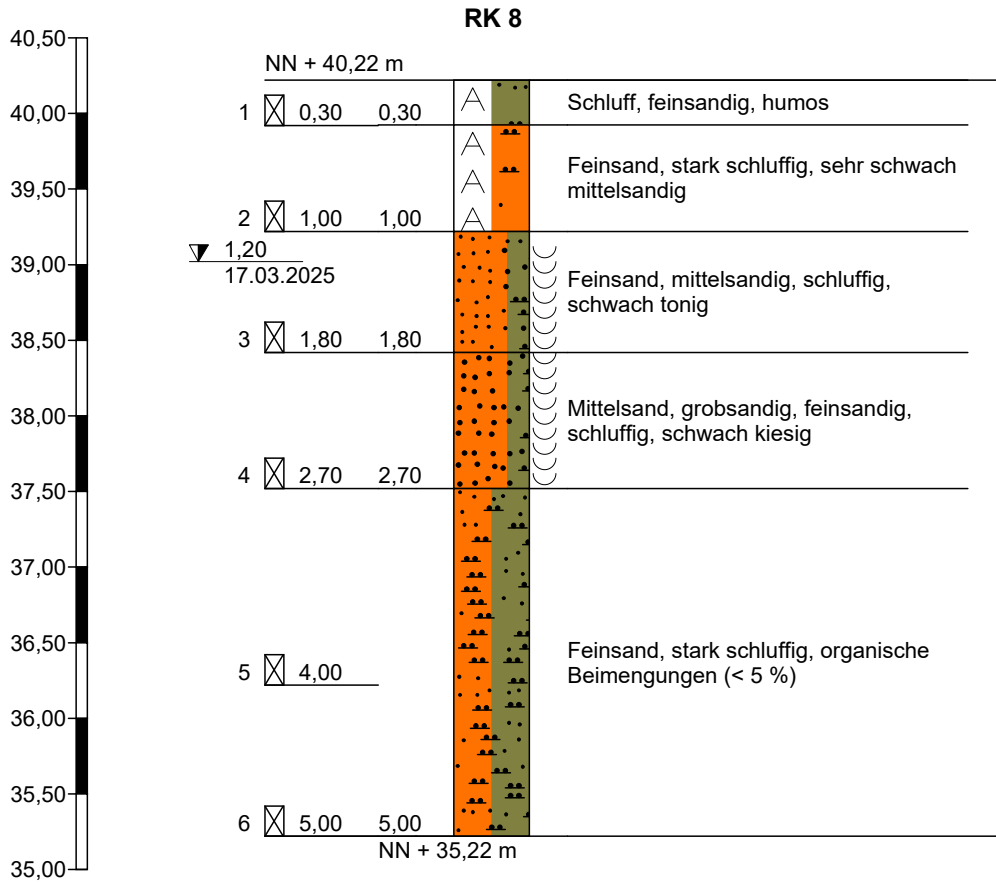 RK 8
40,50
NN + 40,22 m
40,00
1 0,30 0,30
Schluff, feinsandig, humos
A
A
A
A
39,50
Feinsand, stark schluffig, sehr schwach
mittelsandig
2 1,00 1,00
39,00
1,20
17.03.2025
Feinsand, mittelsandig, schluffig,
schwach tonig
38,50
3 1,80 1,80
38,00
Mittelsand, grobsandig, feinsandig,
schluffig, schwach kiesig
37,50
4 2,70 2,70
37,00
36,50
Feinsand, stark schluffig, organische
Beimengungen (< 5 %)
5 4,00
36,00
35,50
6 5,00 5,00
NN + 35,22 m
35,00